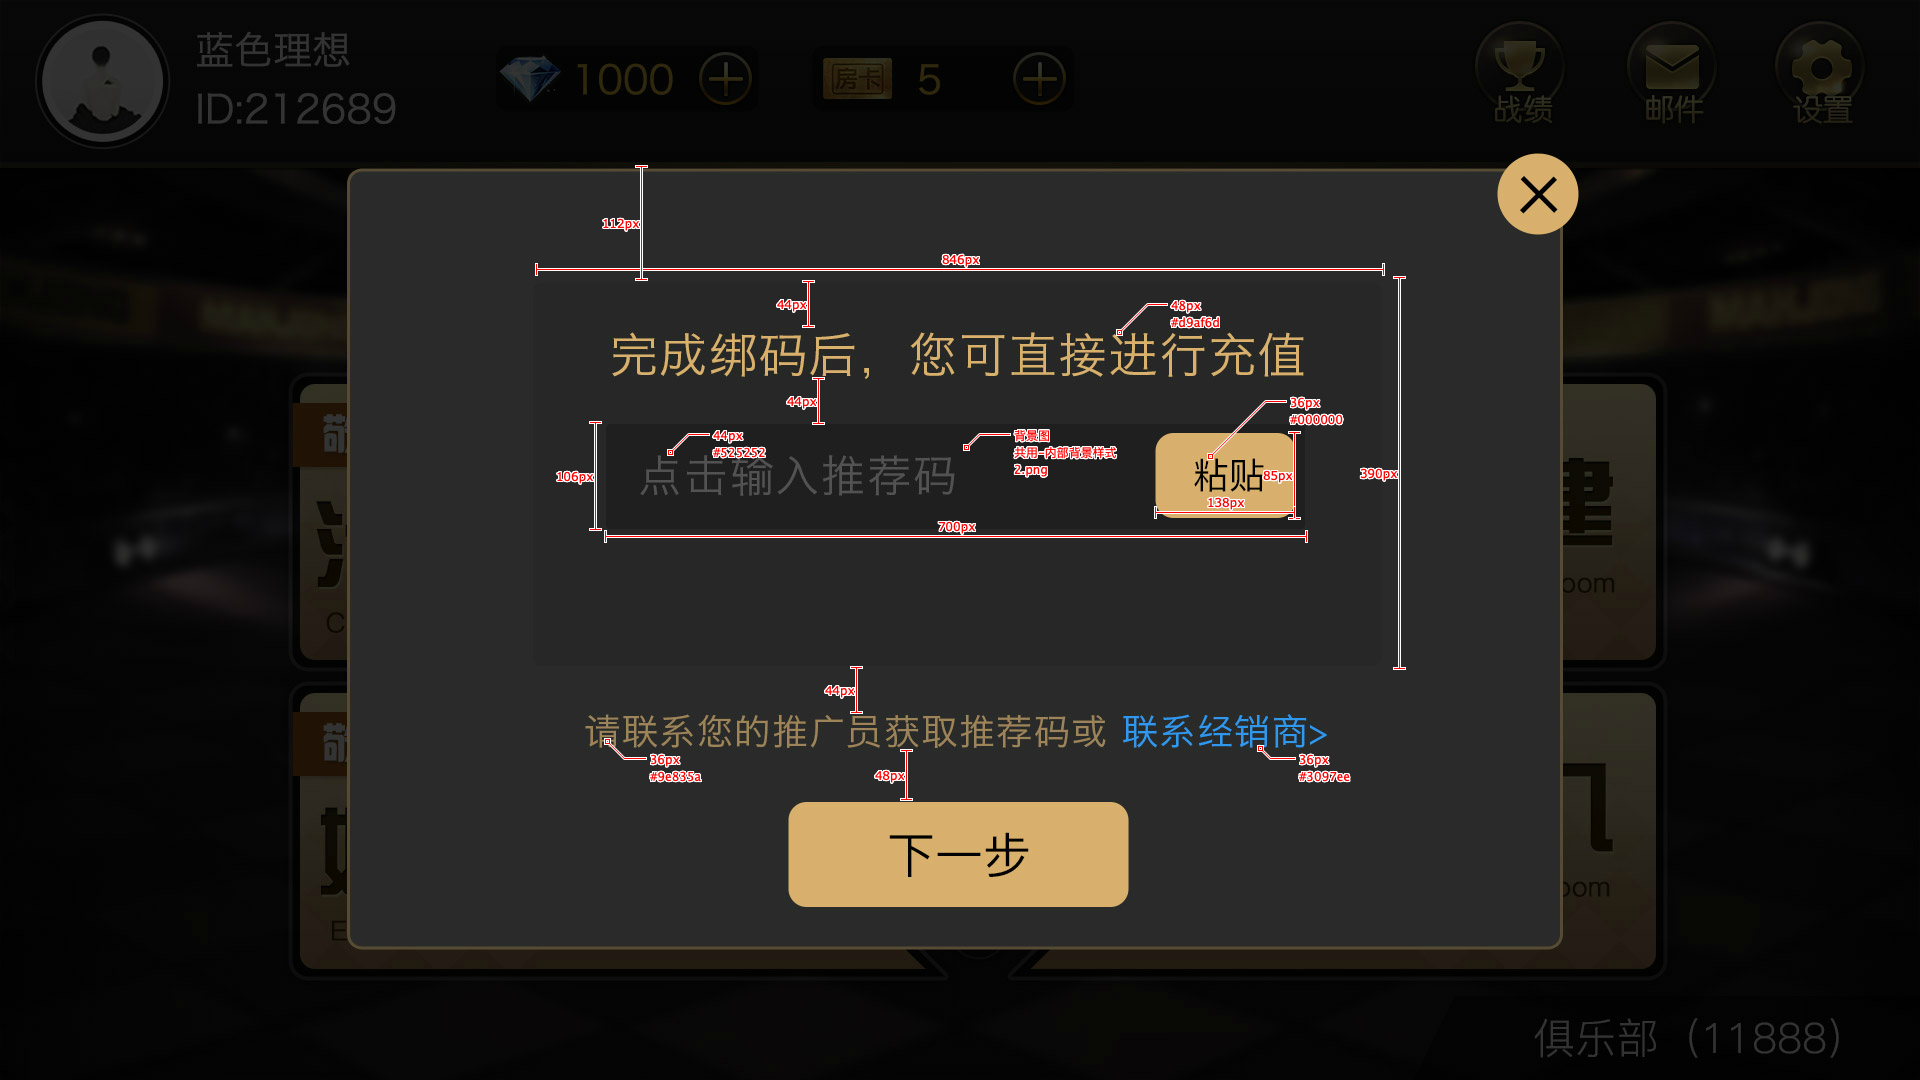 蓝色理想
ID:212689
1000
房卡
5
战绩
邮件
设置
112px
846px
44px
48px
#d9af6d
完成绑码后，您可直接进行充值
44px
36px
#000000
44px
#525252
背景图
共用-内部背景样式
2.png
106px
点击输入推荐码
粘贴
85px
138px
390px
700px
44px
请联系您的推广员获取推荐码或 联系经销商>
36px
#9e835a
36px
#3097ee
48px
下一步
俱乐部（11888）